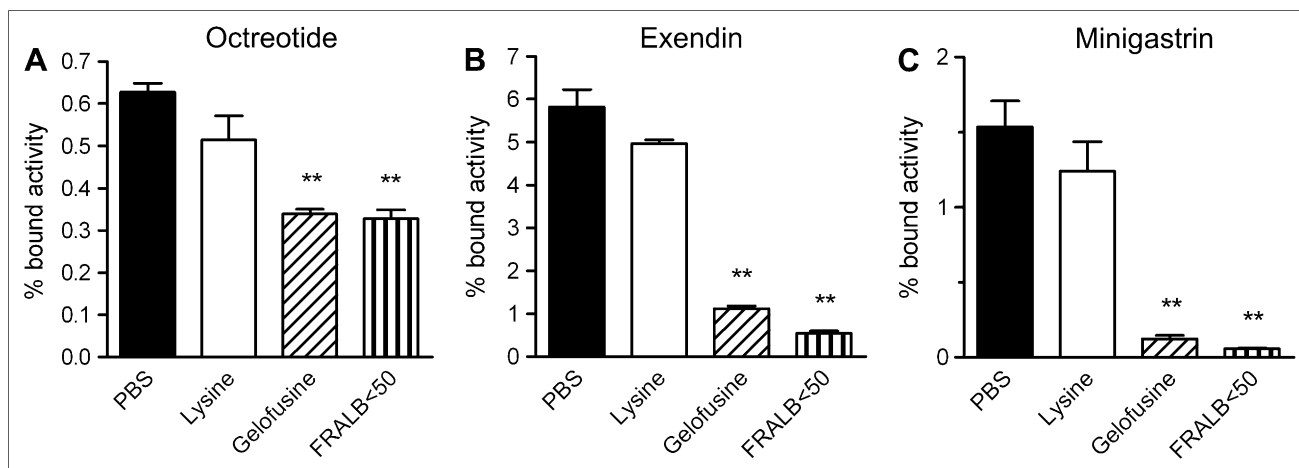 A
Octreotide
% bound activity
0.7
0.6
0.5
0.4
0.3
0.2
0.1
0.0
**
**
PBS
Lysine
Gelofusine
FRALB<50
B
Exendin
% bound activity
7
6
5
4
3
2
1
0
**
**
PBS
Lysine
Gelofusine
FRALB<50
C
Minigastrin
% bound activity
2
1
0
**
**
PBS
Lysine
Gelofusine
FRALB<50